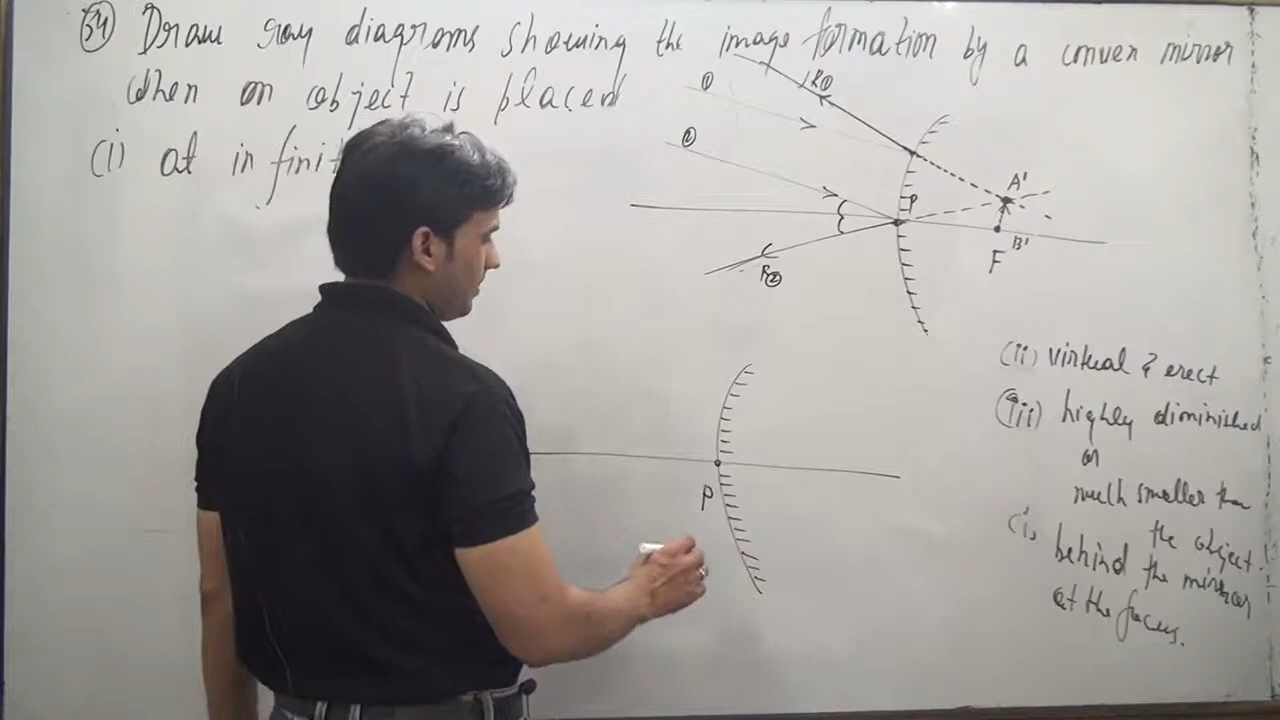 34 Draw ray diagrams showing the image formation by a convex mirror
when an object is placed
(i) at infinit
① R①
②
P
A'
B'
F
R②
P
(ii) virtual & erect
(iii) highly diminished
or
much smaller than
the object.
(i) behind the mirror
at the focus.